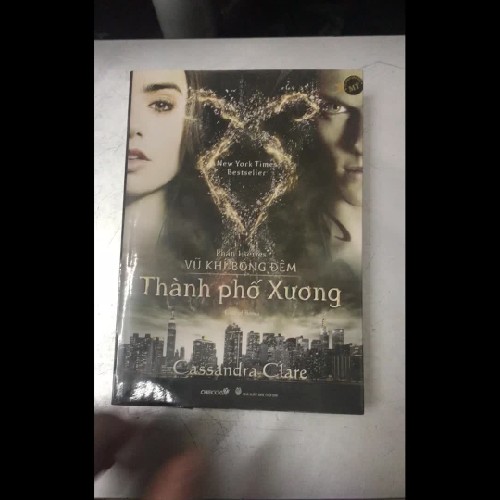 New York Times
Bestseller
VŨ KHÍ BÓNG ĐÊM
Thành phố Xương
Cassandra Clare